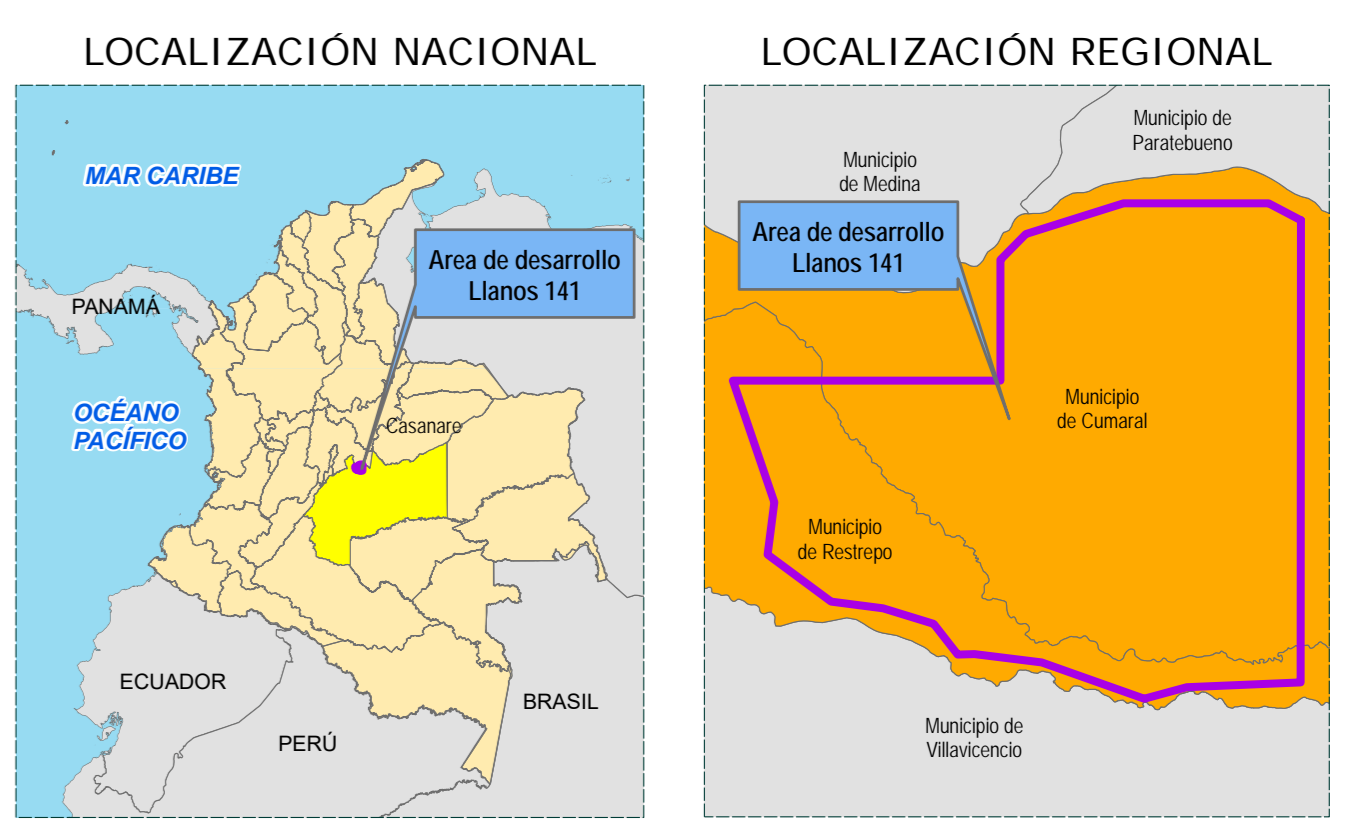 LOCALIZACIÓN NACIONAL
MAR CARIBE
Area de desarrollo
Llanos 141
PANAMÁ
OCÉANO
PACÍFICO
Casanare
ECUADOR
BRASIL
PERÚ
LOCALIZACIÓN REGIONAL
Municipio de
Paratebueno
Municipio
de Medina
Area de desarrollo
Llanos 141
Municipio
de Cumaral
Municipio
de Restrepo
Municipio de
Villavicencio